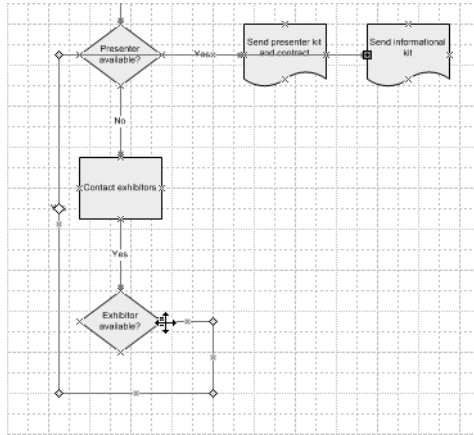 Presenter
available?
Yes
Send presenter kit
and contract
Send informational
kit
No
Contact exhibitors
Yes
Exhibitor
available?